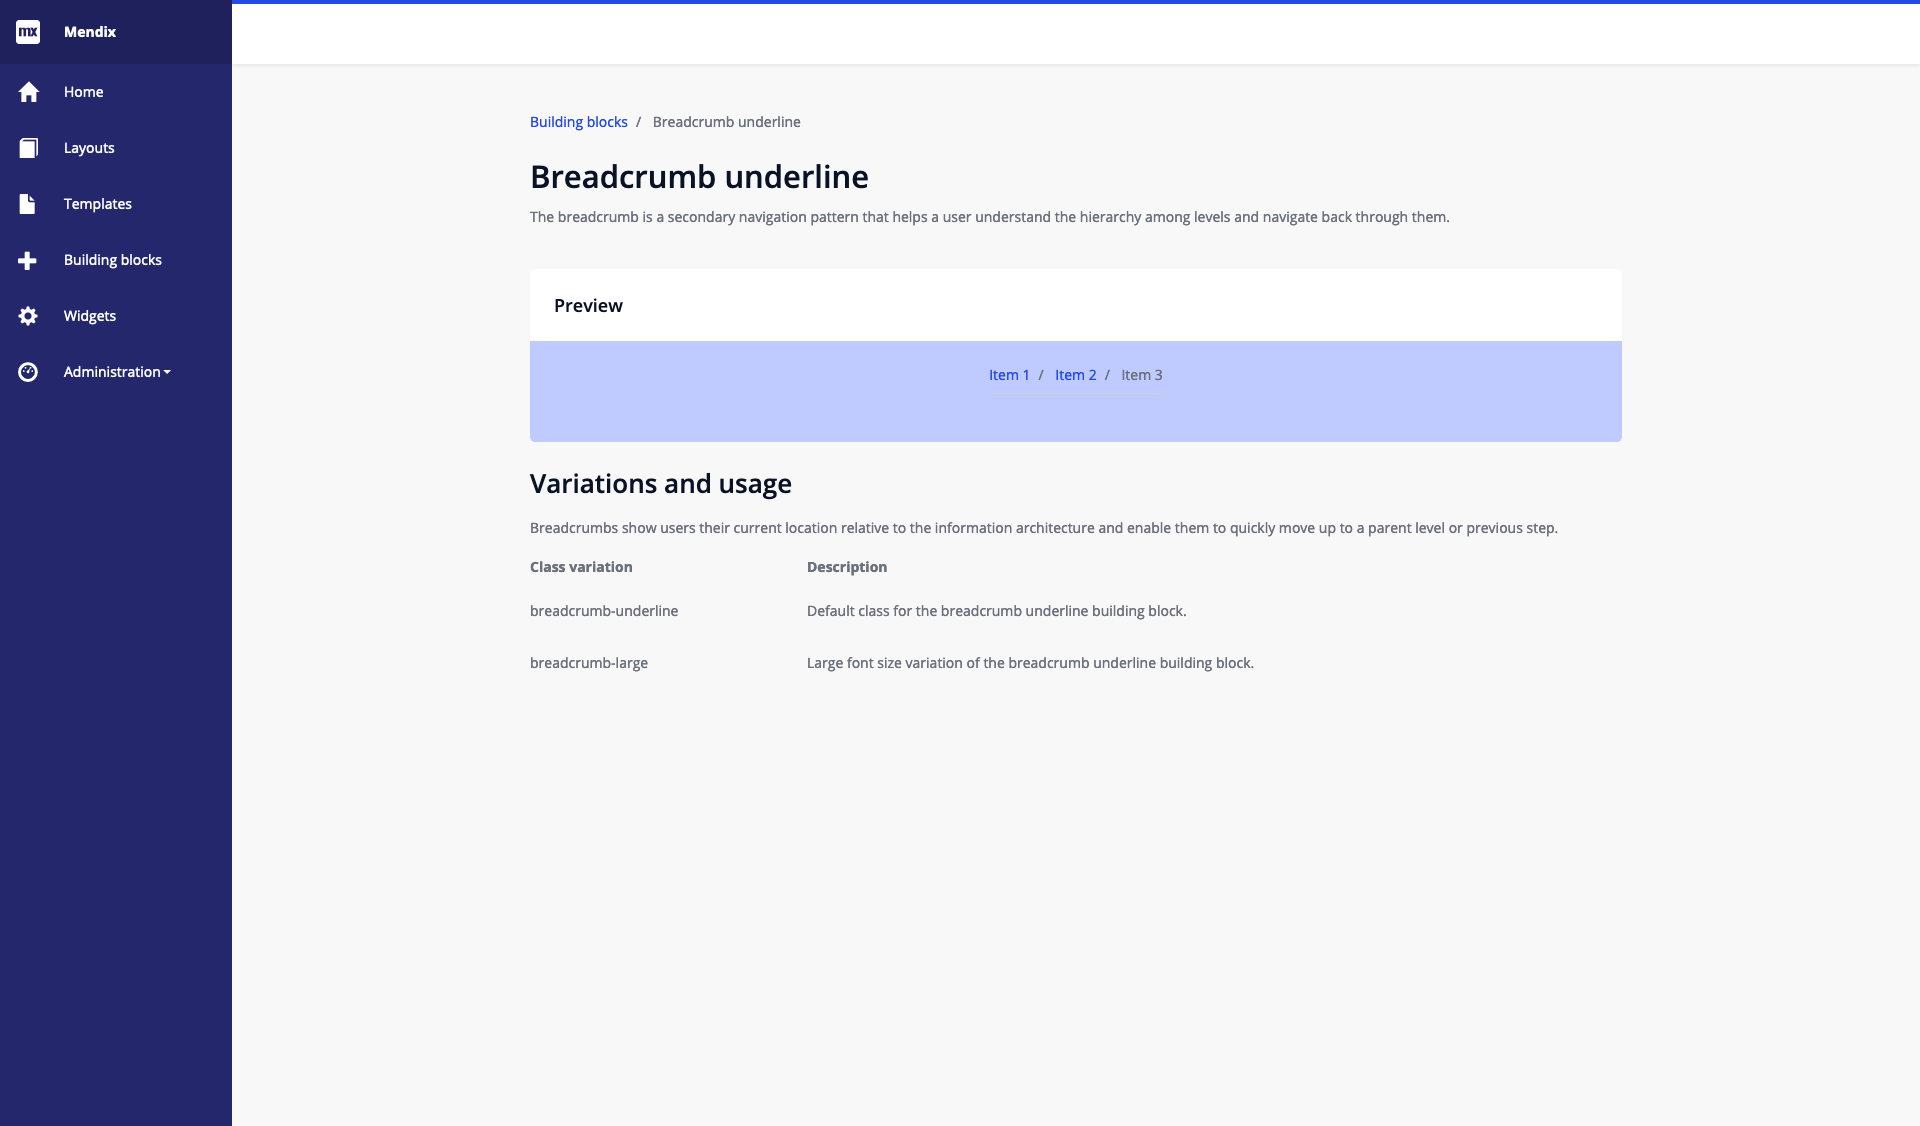 mx Mendix
Home
Layouts
Templates
Building blocks
Widgets
Administration
Building blocks / Breadcrumb underline
Breadcrumb underline
The breadcrumb is a secondary navigation pattern that helps a user understand the hierarchy among levels and navigate back through them.
Preview
Item 1 / Item 2 / Item 3
Variations and usage
Breadcrumbs show users their current location relative to the information architecture and enable them to quickly move up to a parent level or previous step.
Class variation Description
breadcrumb-underline Default class for the breadcrumb underline building block.
breadcrumb-large Large font size variation of the breadcrumb underline building block.